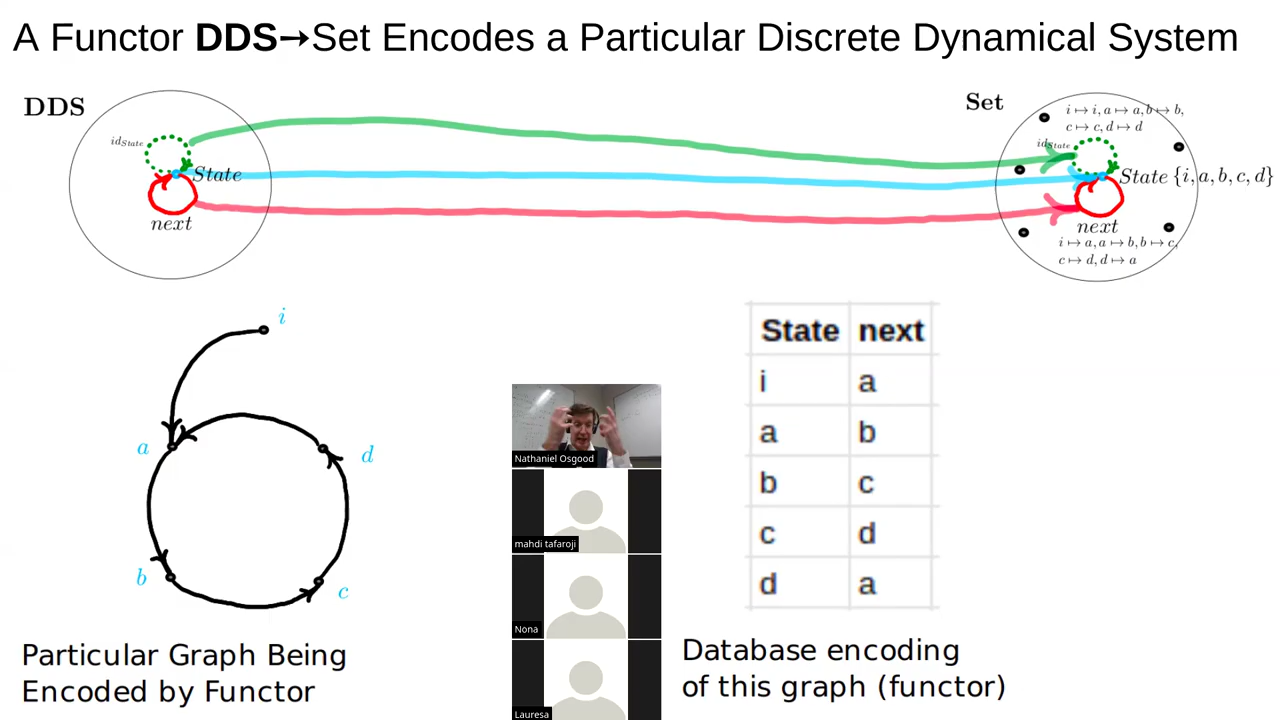 A Functor DDS→Set Encodes a Particular Discrete Dynamical System
DDS
id_State
State
next
Set
i ↦ i, a ↦ a, b ↦ b,
c ↦ c, d ↦ d
id_State
State {i, a, b, c, d}
next
i ↦ a, a ↦ b, b ↦ c,
c ↦ d, d ↦ a
i
a
d
b
c
Particular Graph Being
Encoded by Functor
Nathaniel Osgood
mahdi tafaroji
Nona
Lauresa
State next
i a
a b
b c
c d
d a
Database encoding
of this graph (functor)